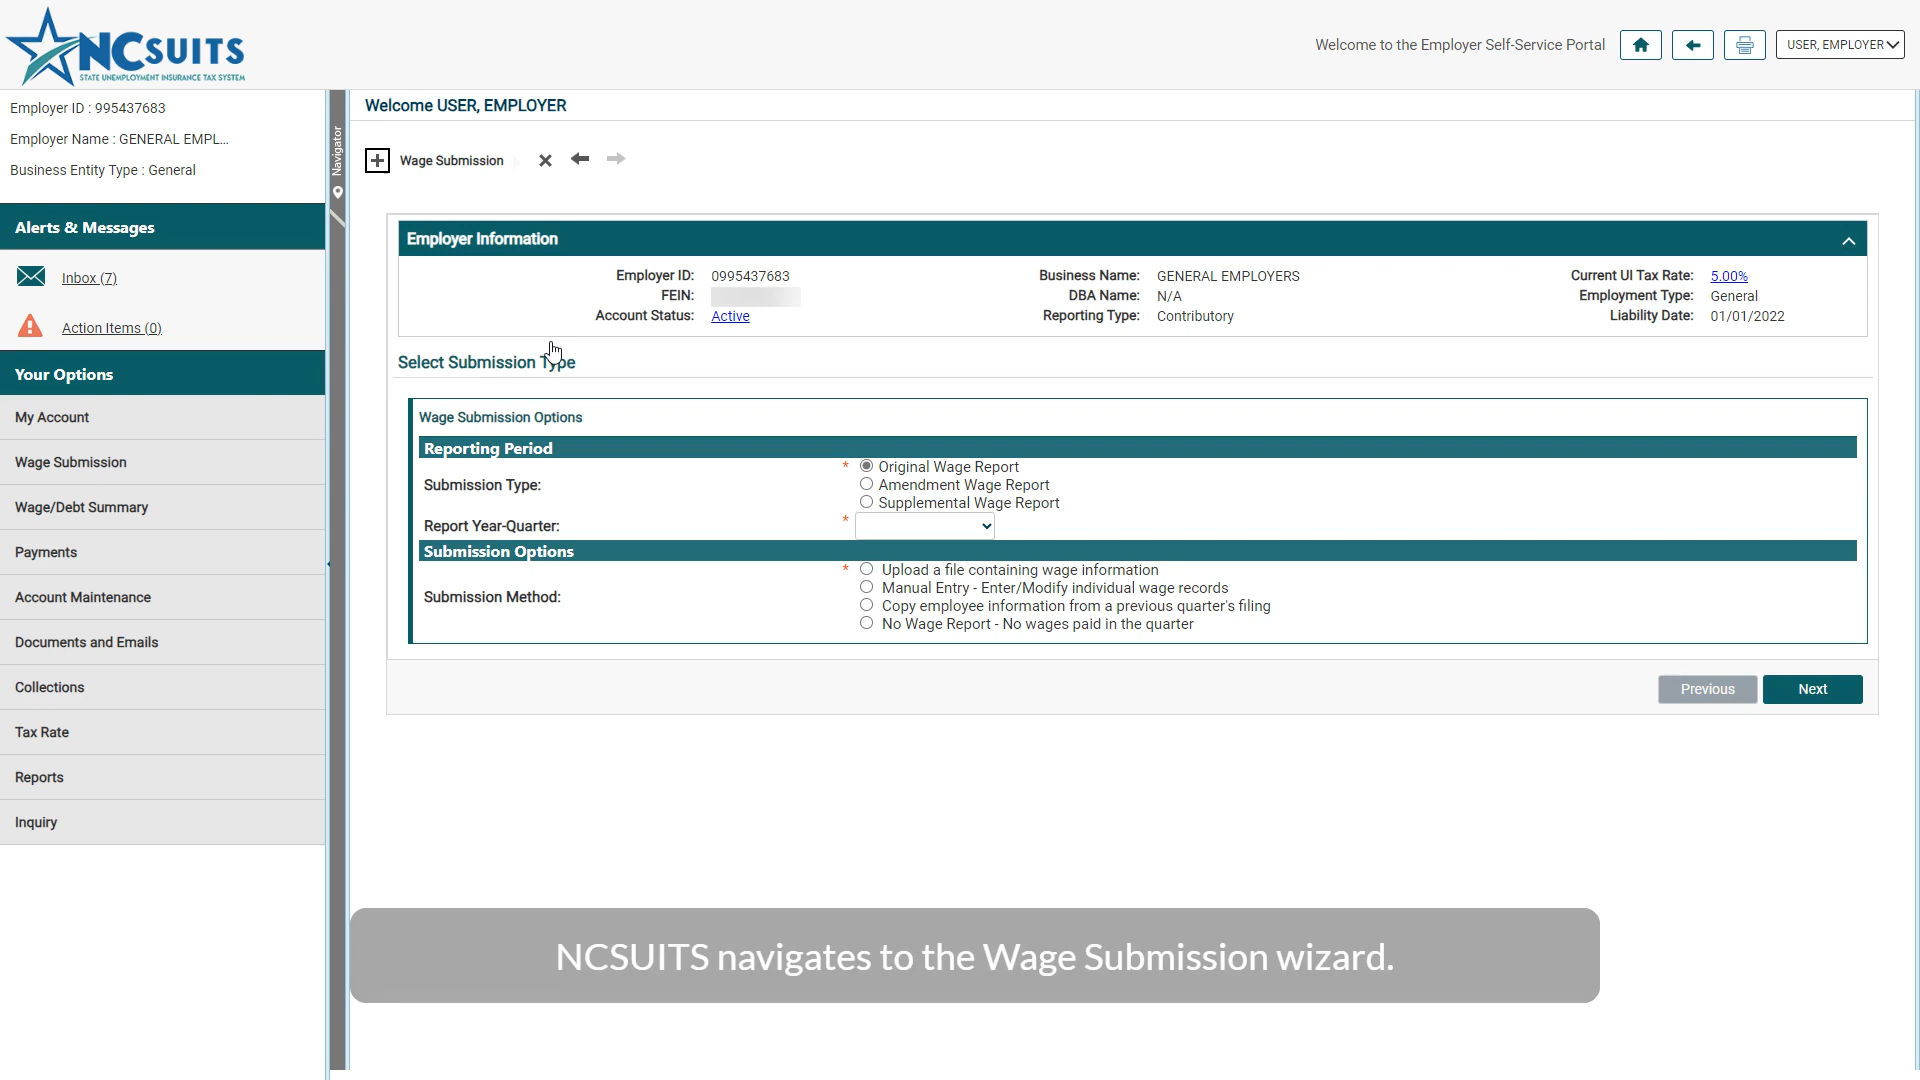 NCSUITS
STATE UNEMPLOYMENT INSURANCE TAX SYSTEM
Welcome to the Employer Self-Service Portal
USER, EMPLOYER
Employer ID : 995437683
Employer Name : GENERAL EMPL...
Business Entity Type : General
Alerts & Messages
Inbox (7)
Action Items (0)
Your Options
My Account
Wage Submission
Wage/Debt Summary
Payments
Account Maintenance
Documents and Emails
Collections
Tax Rate
Reports
Inquiry
Navigator
Welcome USER, EMPLOYER
Wage Submission
Employer Information
Employer ID: 0995437683 Business Name: GENERAL EMPLOYERS Current UI Tax Rate: 5.00%
FEIN: DBA Name: N/A Employment Type: General
Account Status: Active Reporting Type: Contributory Liability Date: 01/01/2022
Select Submission Type
Wage Submission Options
Reporting Period
Submission Type: * Original Wage Report
Amendment Wage Report
Supplemental Wage Report
Report Year-Quarter: *
Submission Options
Submission Method: * Upload a file containing wage information
Manual Entry - Enter/Modify individual wage records
Copy employee information from a previous quarter's filing
No Wage Report - No wages paid in the quarter
Previous Next
NCSUITS navigates to the Wage Submission wizard.